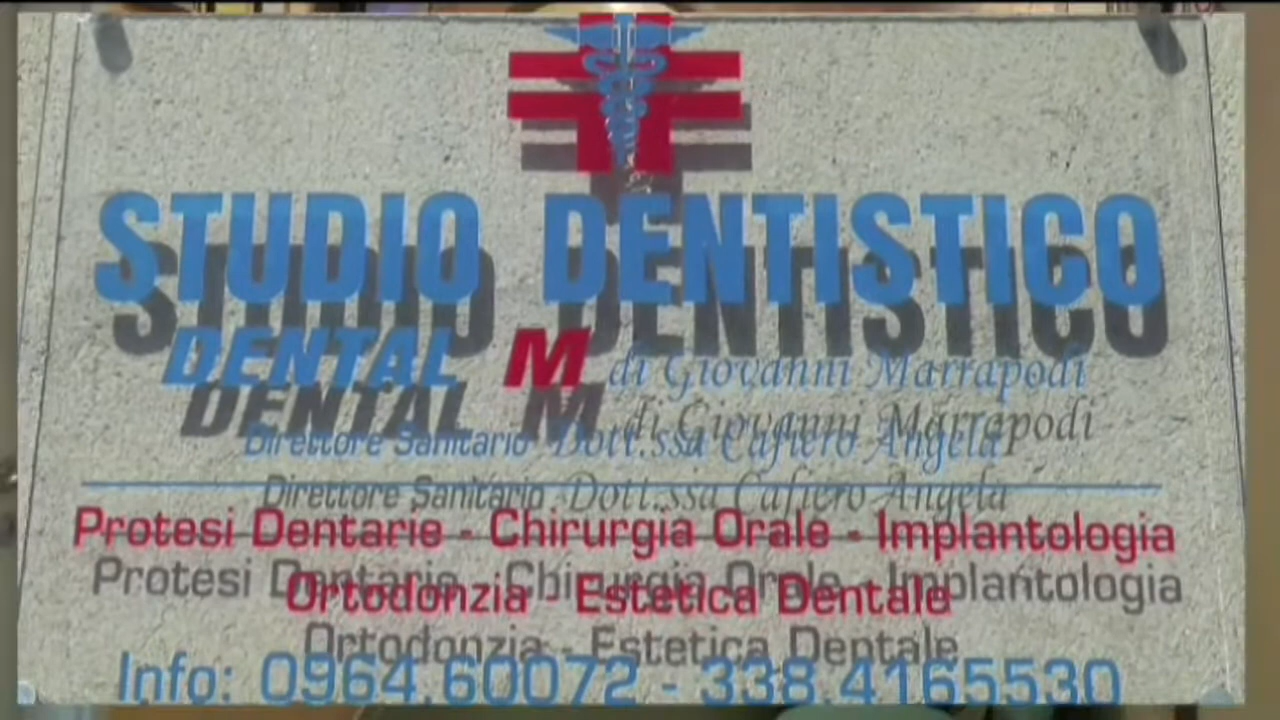 STUDIO DENTISTICO
DENTAL M di Giovanni Marrapodi
Direttore Sanitario Dott.ssa Cafiero Angela
Protesi Dentarie - Chirurgia Orale - Implantologia
Ortodonzia - Estetica Dentale
Info: 0964.60072 - 338.4165530